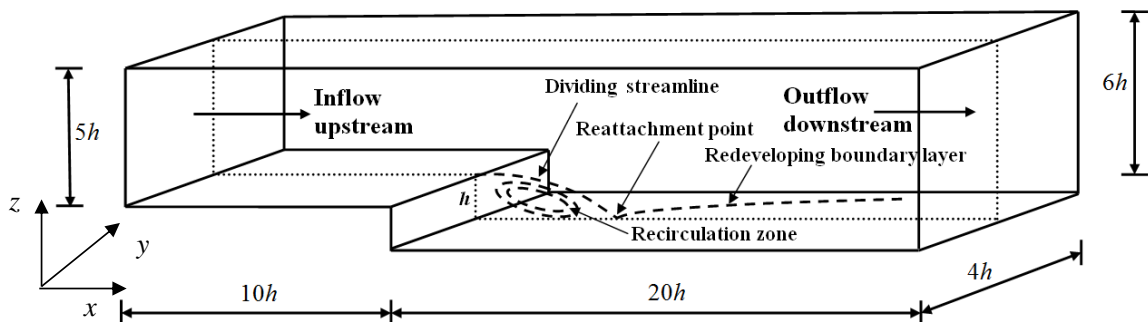 Dividing streamline
Inflow
upstream
Outflow
downstream
6h
5h
Reattachment point
Redeveloping boundary layer
h
z
Recirculation zone
y
4h
x
10h
20h